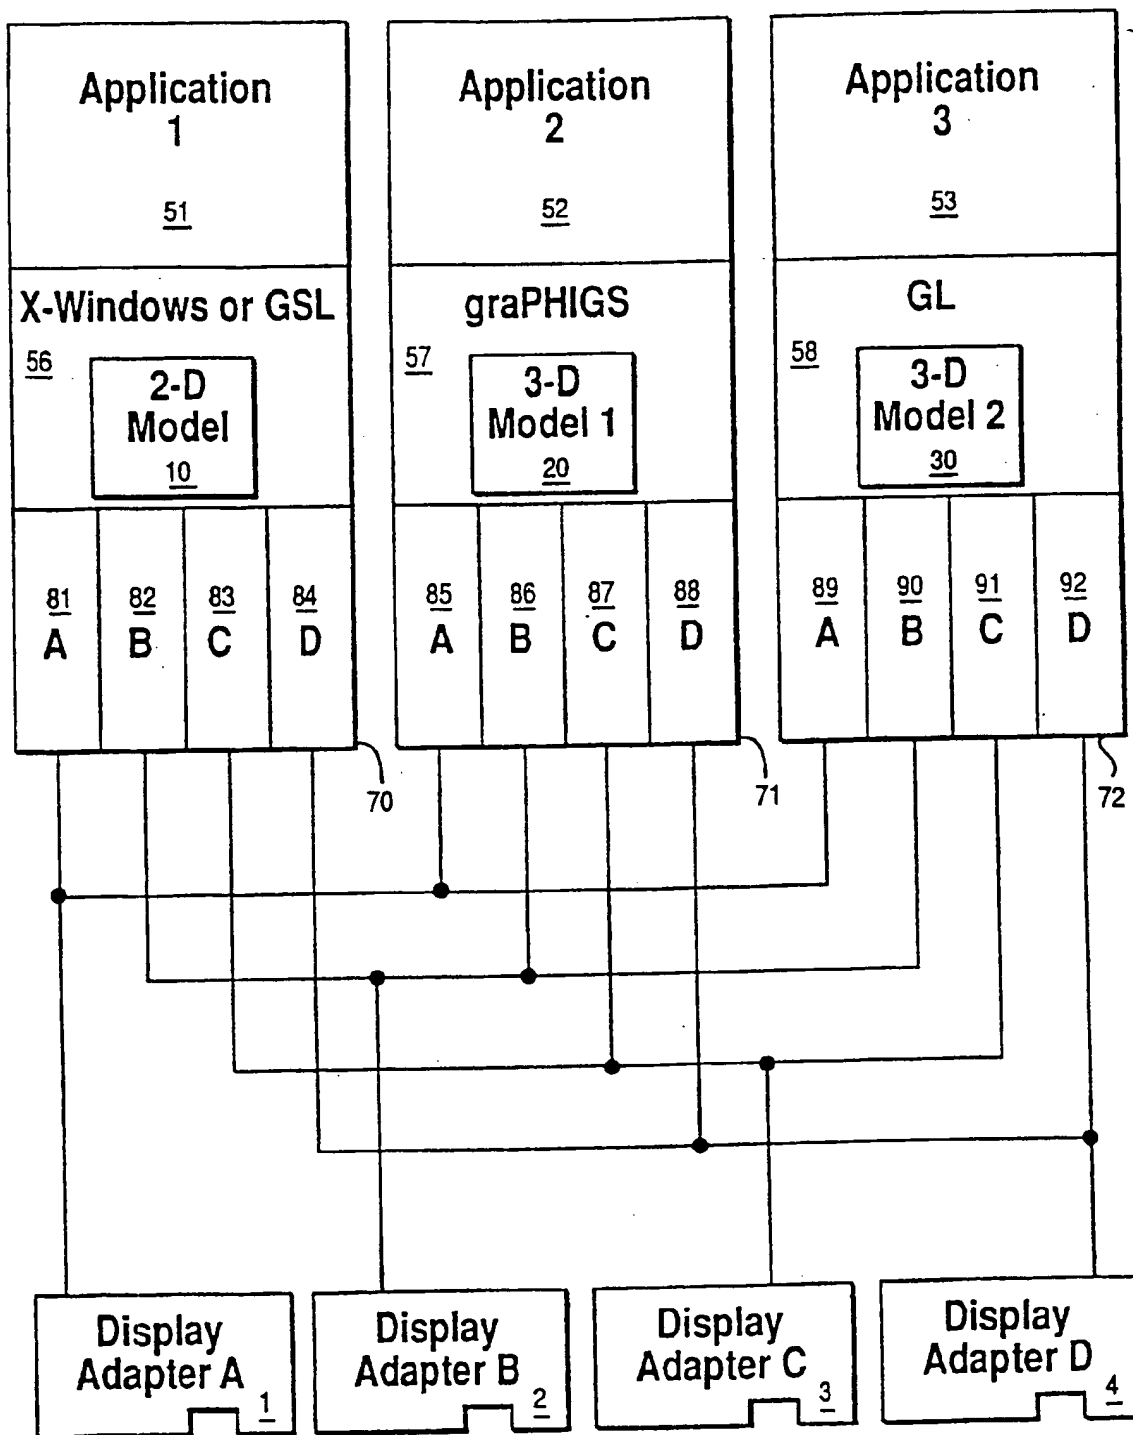 Application
1
51
X-Windows or GSL
56
2-D
Model
10
81
A
82
B
83
C
84
D
70
Application
2
52
graPHIGS
57
3-D
Model 1
20
85
A
86
B
87
C
88
D
71
Application
3
53
GL
58
3-D
Model 2
30
89
A
90
B
91
C
92
D
72
Display
Adapter A
1
Display
Adapter B
2
Display
Adapter C
3
Display
Adapter D
4